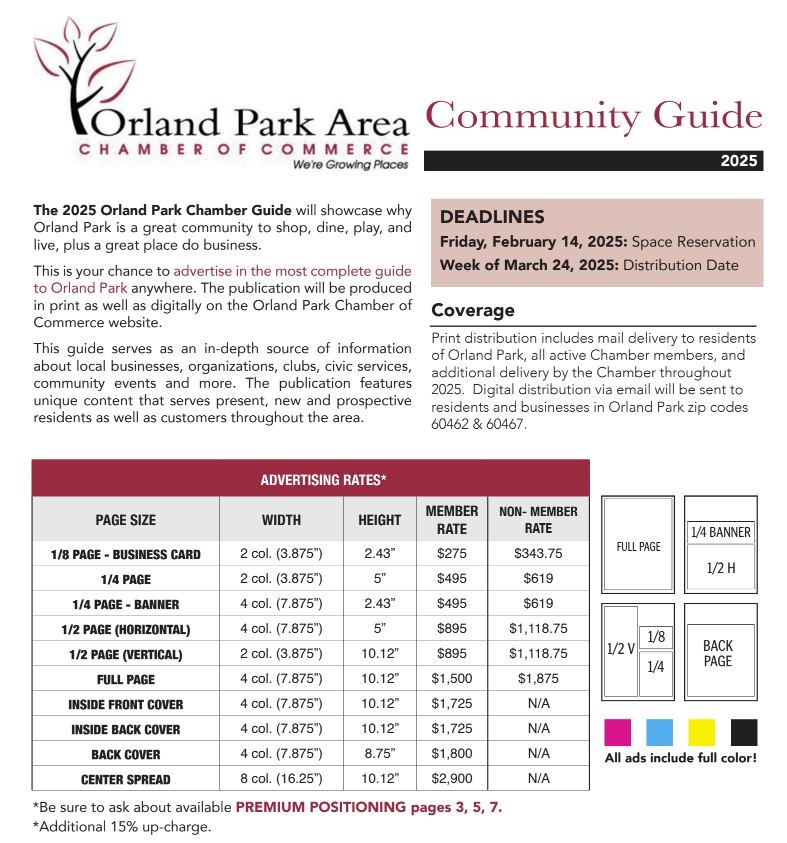 Orland Park Area
CHAMBER OF COMMERCE
We're Growing Places
Community Guide
2025
The 2025 Orland Park Chamber Guide will showcase why
Orland Park is a great community to shop, dine, play, and
live, plus a great place do business.
This is your chance to advertise in the most complete guide
to Orland Park anywhere. The publication will be produced
in print as well as digitally on the Orland Park Chamber of
Commerce website.
This guide serves as an in-depth source of information
about local businesses, organizations, clubs, civic services,
community events and more. The publication features
unique content that serves present, new and prospective
residents as well as customers throughout the area.
DEADLINES
Friday, February 14, 2025: Space Reservation
Week of March 24, 2025: Distribution Date
Coverage
Print distribution includes mail delivery to residents
of Orland Park, all active Chamber members, and
additional delivery by the Chamber throughout
2025. Digital distribution via email will be sent to
residents and businesses in Orland Park zip codes
60462 & 60467.
ADVERTISING RATES*
PAGE SIZE WIDTH HEIGHT MEMBER RATE NON- MEMBER RATE
1/8 PAGE - BUSINESS CARD 2 col. (3.875”) 2.43” $275 $343.75
1/4 PAGE 2 col. (3.875”) 5” $495 $619
1/4 PAGE - BANNER 4 col. (7.875”) 2.43” $495 $619
1/2 PAGE (HORIZONTAL) 4 col. (7.875”) 5” $895 $1,118.75
1/2 PAGE (VERTICAL) 2 col. (3.875”) 10.12” $895 $1,118.75
FULL PAGE 4 col. (7.875”) 10.12” $1,500 $1,875
INSIDE FRONT COVER 4 col. (7.875”) 10.12” $1,725 N/A
INSIDE BACK COVER 4 col. (7.875”) 10.12” $1,725 N/A
BACK COVER 4 col. (7.875”) 8.75” $1,800 N/A
CENTER SPREAD 8 col. (16.25”) 10.12” $2,900 N/A
FULL PAGE
1/4 BANNER
1/2 H
1/2 V
1/8
1/4
BACK
PAGE
All ads include full color!
*Be sure to ask about available PREMIUM POSITIONING pages 3, 5, 7.
*Additional 15% up-charge.